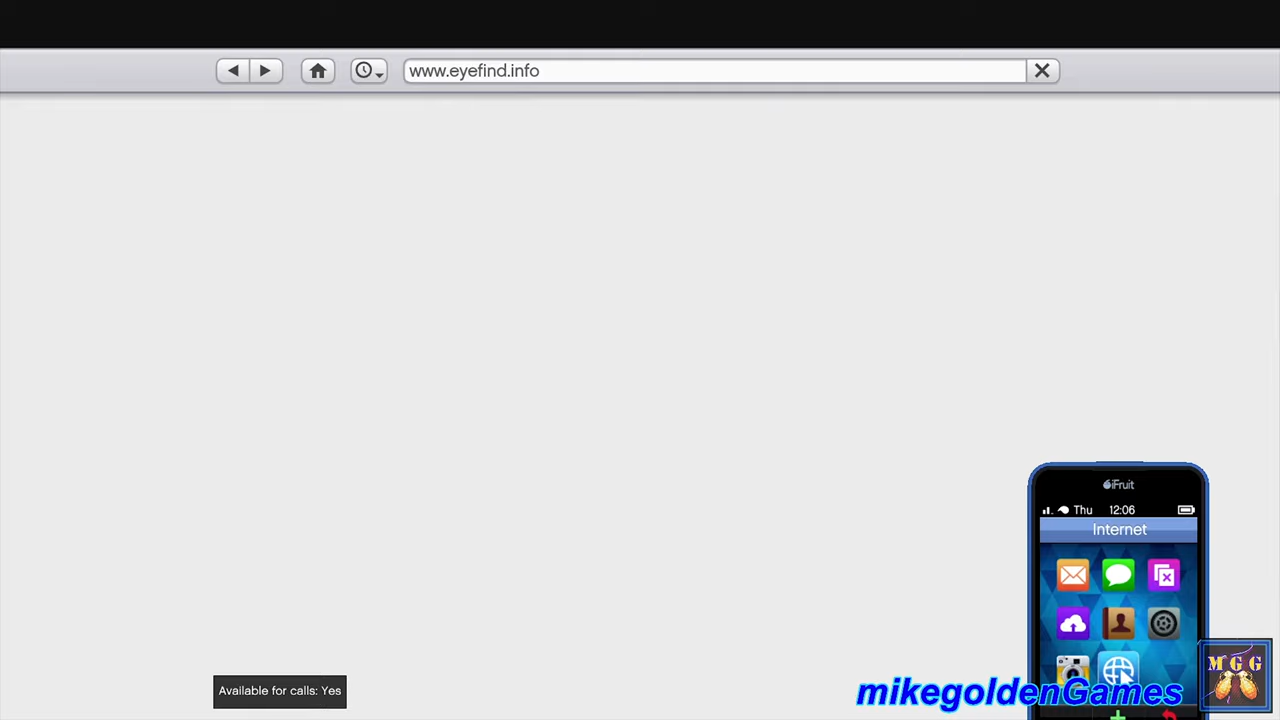 www.eyefind.info
iFruit
Thu 12:06
Internet
Available for calls: Yes
mikegoldenGames
MGG